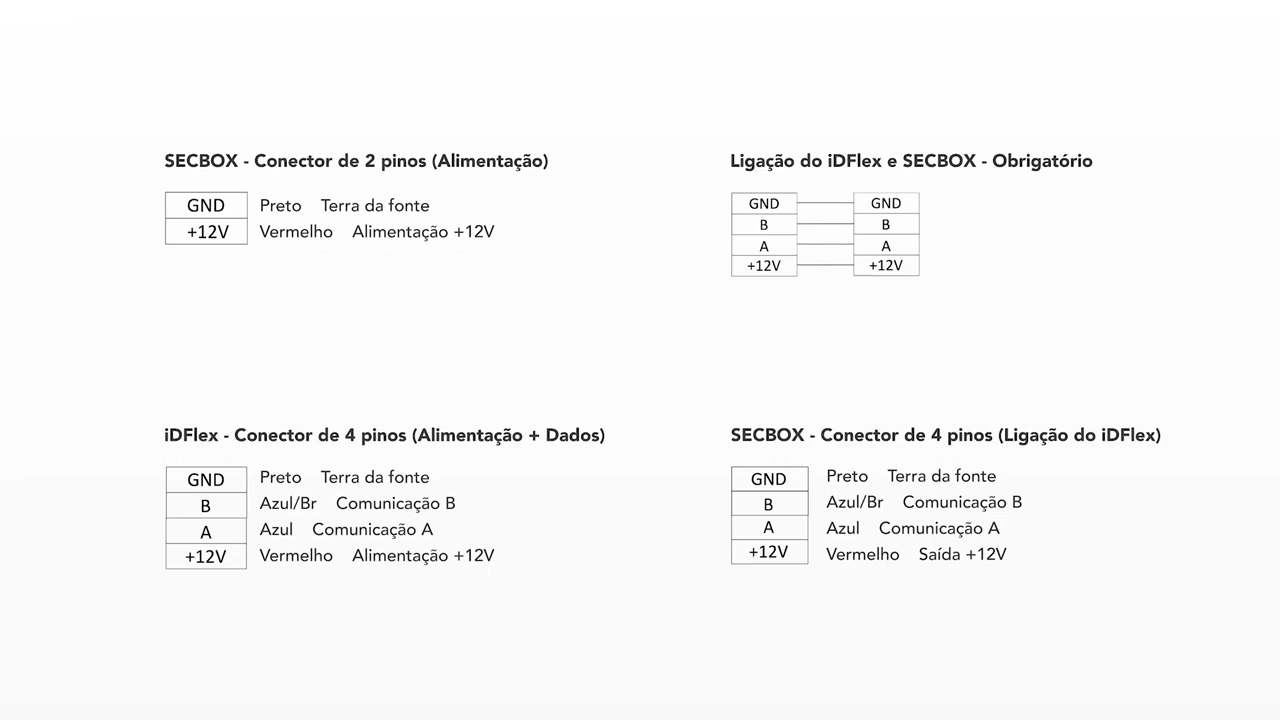 SECBOX - Conector de 2 pinos (Alimentação)
GND Preto Terra da fonte
+12V Vermelho Alimentação +12V
Ligação do iDFlex e SECBOX - Obrigatório
GND GND
B B
A A
+12V +12V
iDFlex - Conector de 4 pinos (Alimentação + Dados)
GND Preto Terra da fonte
B Azul/Br Comunicação B
A Azul Comunicação A
+12V Vermelho Alimentação +12V
SECBOX - Conector de 4 pinos (Ligação do iDFlex)
GND Preto Terra da fonte
B Azul/Br Comunicação B
A Azul Comunicação A
+12V Vermelho Saída +12V